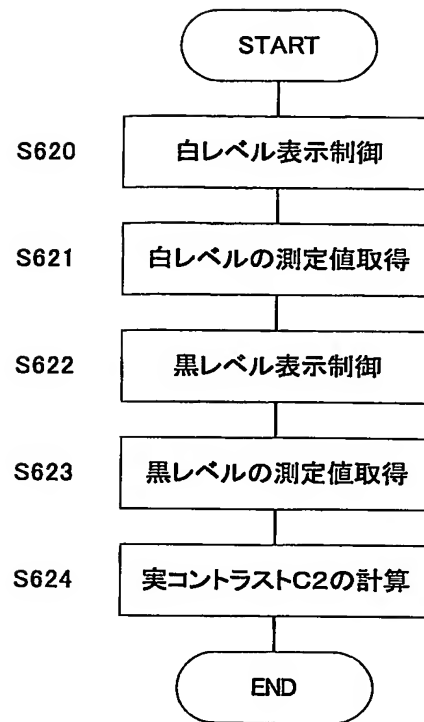 START
S620 白レベル表示制御
S621 白レベルの測定値取得
S622 黒レベル表示制御
S623 黒レベルの測定値取得
S624 実コントラストC2の計算
END